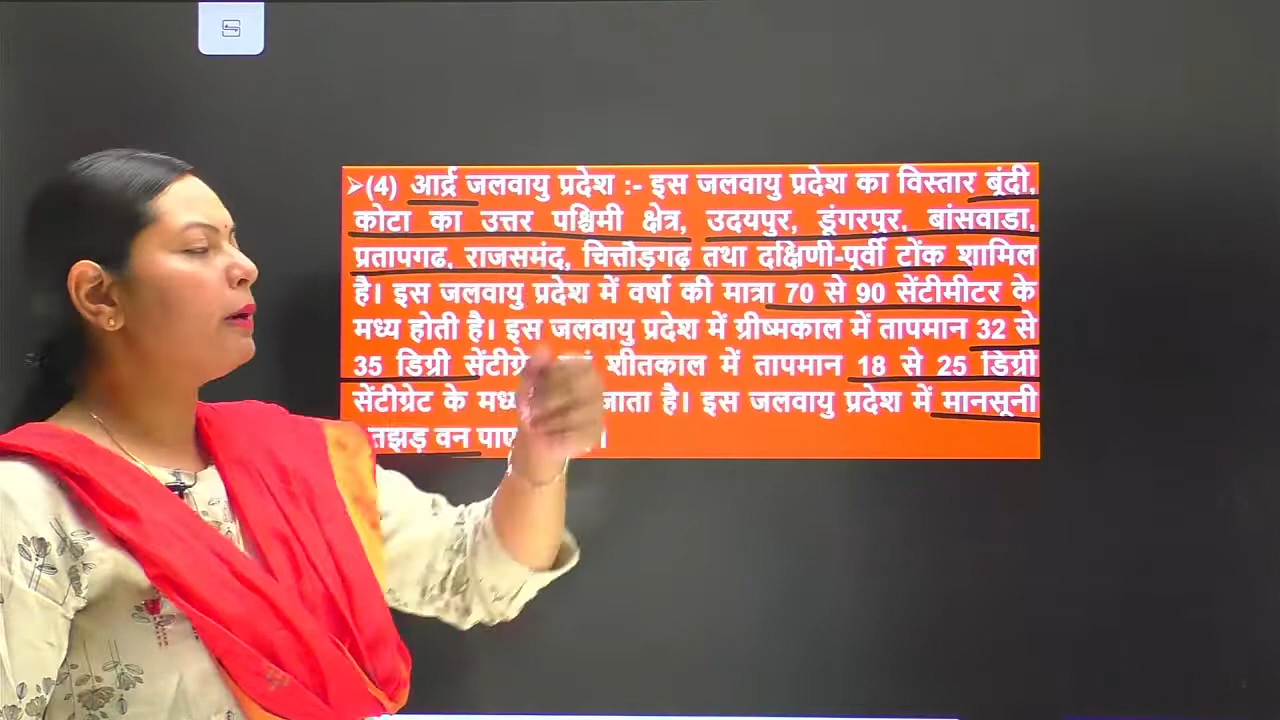 ➢(4) आर्द्र जलवायु प्रदेश :- इस जलवायु प्रदेश का विस्तार बूंदी,
कोटा का उत्तर पश्चिमी क्षेत्र, उदयपुर, डूंगरपुर, बांसवाडा,
प्रतापगढ, राजसमंद, चित्तौड़गढ़ तथा दक्षिणी-पूर्वी टोंक शामिल
है। इस जलवायु प्रदेश में वर्षा की मात्रा 70 से 90 सेंटीमीटर के
मध्य होती है। इस जलवायु प्रदेश में ग्रीष्मकाल में तापमान 32 से
35 डिग्री शीतकाल में तापमान 18 से 25 डिग्री
सेंटीग्रेट के जाता है। इस जलवायु प्रदेश में मानसूनी
वन